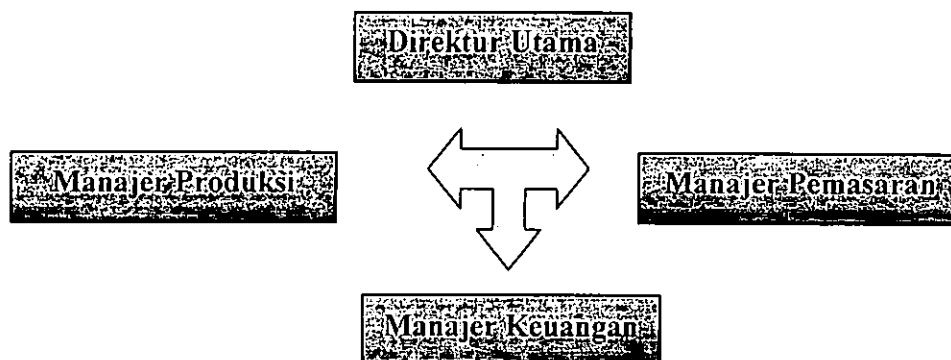 Direktur Utama
Manajer Produksi
Manajer Pemasaran
Manajer Keuangan